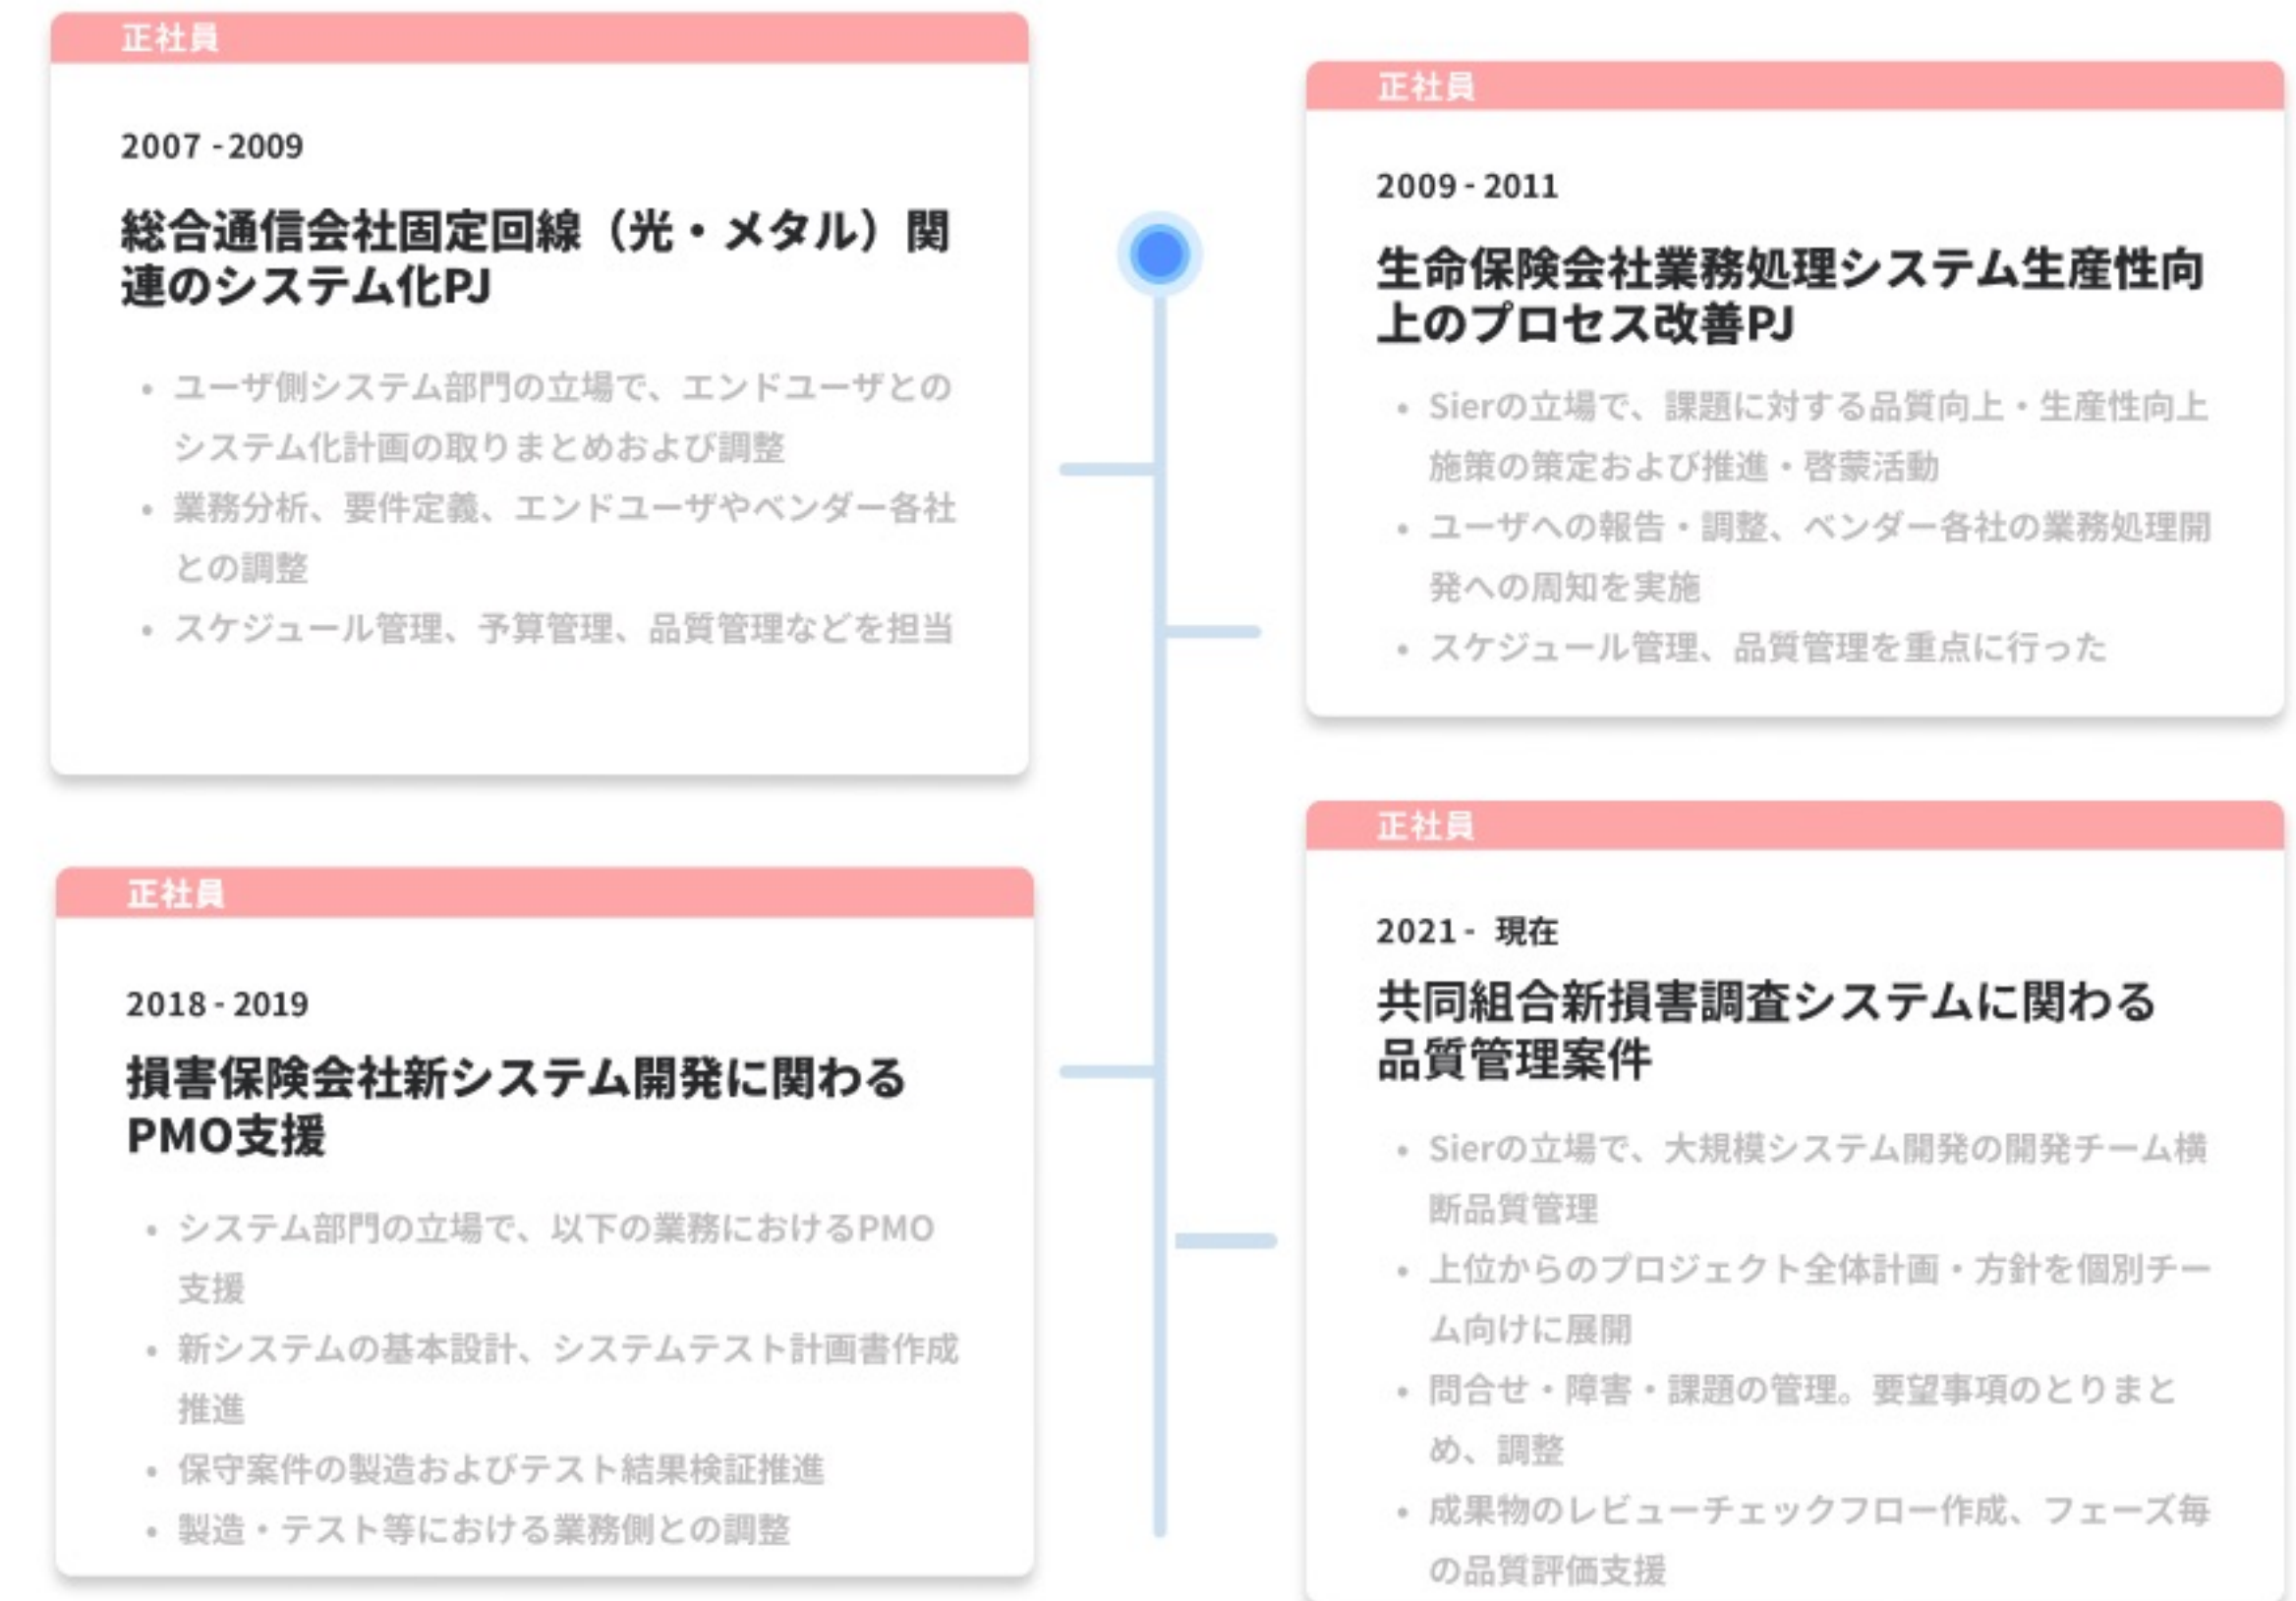 正社員
2007 - 2009
総合通信会社固定回線（光・メタル）関
連のシステム化PJ
• ユーザ側システム部門の立場で、エンドユーザとの
システム化計画の取りまとめおよび調整
• 業務分析、要件定義、エンドユーザやベンダー各社
との調整
• スケジュール管理、予算管理、品質管理などを担当
正社員
2009 - 2011
生命保険会社業務処理システム生産性向
上のプロセス改善PJ
• Sierの立場で、課題に対する品質向上・生産性向上
施策の策定および推進・啓蒙活動
• ユーザへの報告・調整、ベンダー各社の業務処理開
発への周知を実施
• スケジュール管理、品質管理を重点に行った
正社員
2018 - 2019
損害保険会社新システム開発に関わる
PMO支援
• システム部門の立場で、以下の業務におけるPMO
支援
• 新システムの基本設計、システムテスト計画書作成
推進
• 保守案件の製造およびテスト結果検証推進
• 製造・テスト等における業務側との調整
正社員
2021 - 現在
共同組合新損害調査システムに関わる
品質管理案件
• Sierの立場で、大規模システム開発の開発チーム横
断品質管理
• 上位からのプロジェクト全体計画・方針を個別チー
ム向けに展開
• 問合せ・障害・課題の管理。要望事項のとりまと
め、調整
• 成果物のレビューチェックフロー作成、フェーズ毎
の品質評価支援